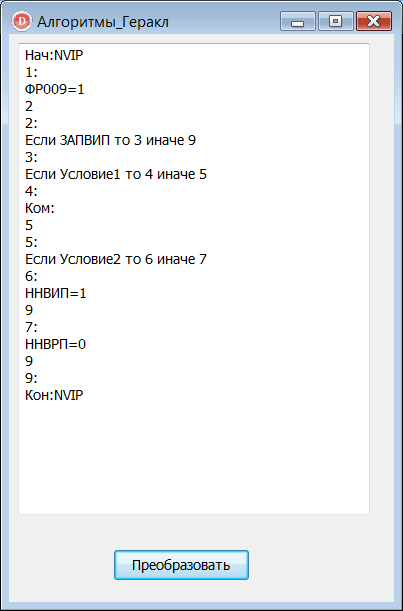 Алгоритмы_Геракл
Нач:NVIP
1:
ФР009=1
2
2:
Если ЗАПВИП то 3 иначе 9
3:
Если Условие1 то 4 иначе 5
4:
Ком:
5
5:
Если Условие2 то 6 иначе 7
6:
ННВИП=1
9
7:
ННВРП=0
9
9:
Кон:NVIP
Преобразовать